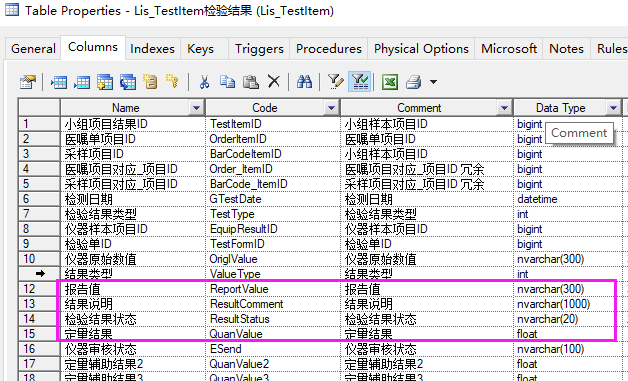 Table Properties - Lis_TestItem检验结果 (Lis_TestItem)
General Columns Indexes Keys Triggers Procedures Physical Options Microsoft Notes Rules
Name Code Comment Data Type
1 小组项目结果ID TestItemID 小组样本项目ID bigint
2 医嘱单项目ID OrderItemID 医嘱单项目ID bigint
3 采样项目ID BarCodeItemID 小组样本项目ID bigint
4 医嘱项目对应_项目ID Order_ItemID 医嘱项目对应_项目ID 冗余 bigint
5 采样项目对应_项目ID BarCode_ItemID 采样项目对应_项目ID 冗余 bigint
6 检测日期 GTestDate 检测日期 datetime
7 检验结果类型 TestType 检验结果类型 int
8 仪器样本项目ID EquipResultID 仪器样本项目ID bigint
9 检验单ID TestFormID 检验单ID bigint
10 仪器原始数值 OriglValue 仪器原始数值 nvarchar(300)
结果类型 ValueType 结果类型 int
12 报告值 ReportValue 报告值 nvarchar(300)
13 结果说明 ResultComment 结果说明 nvarchar(1000)
14 检验结果状态 ResultStatus 检验结果状态 nvarchar(20)
15 定量结果 QuanValue 定量结果 float
16 仪器审核状态 ESend 仪器审核状态 nvarchar(100)
17 定量辅助结果2 QuanValue2 定量辅助结果2 float
18 定量辅助结果3 QuanValue3 定量辅助结果3 float
Comment